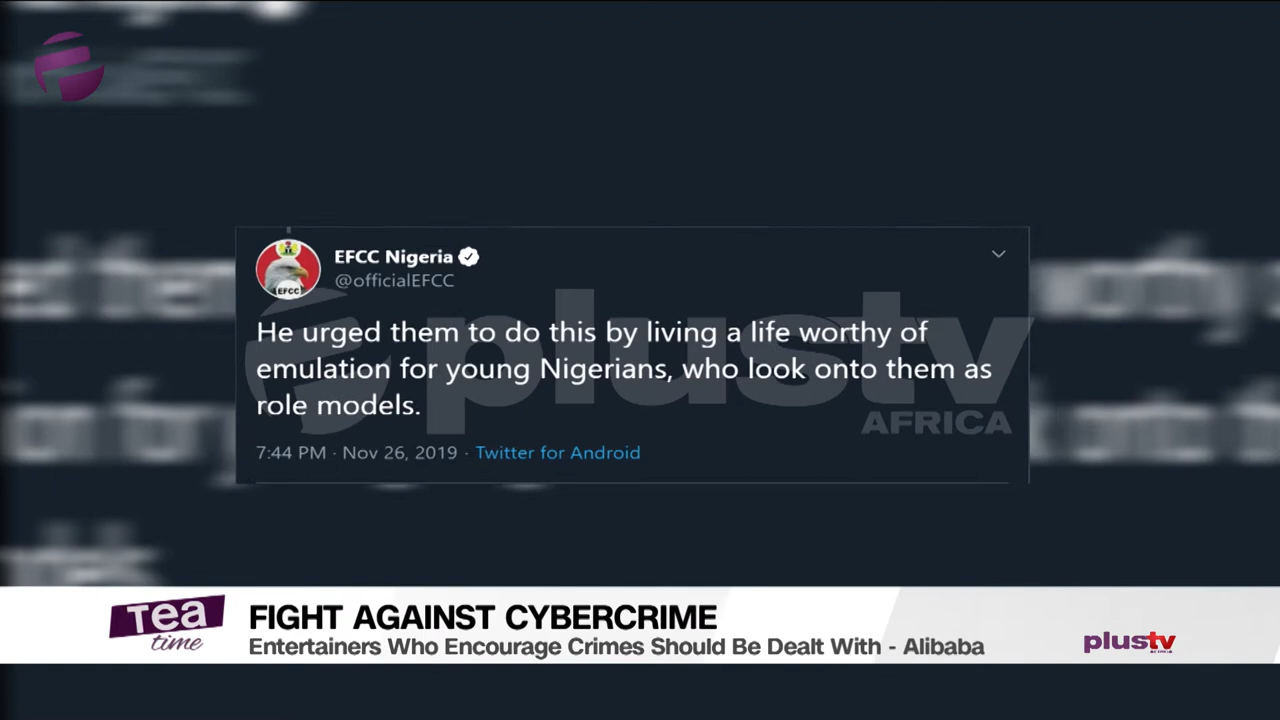 EFCC Nigeria
@officialEFCC
EFCC
He urged them to do this by living a life worthy of
emulation for young Nigerians, who look onto them as
role models.
7:44 PM · Nov 26, 2019 · Twitter for Android
plustv
AFRICA
Tea
time
FIGHT AGAINST CYBERCRIME
Entertainers Who Encourage Crimes Should Be Dealt With - Alibaba
plustv
AFRICA